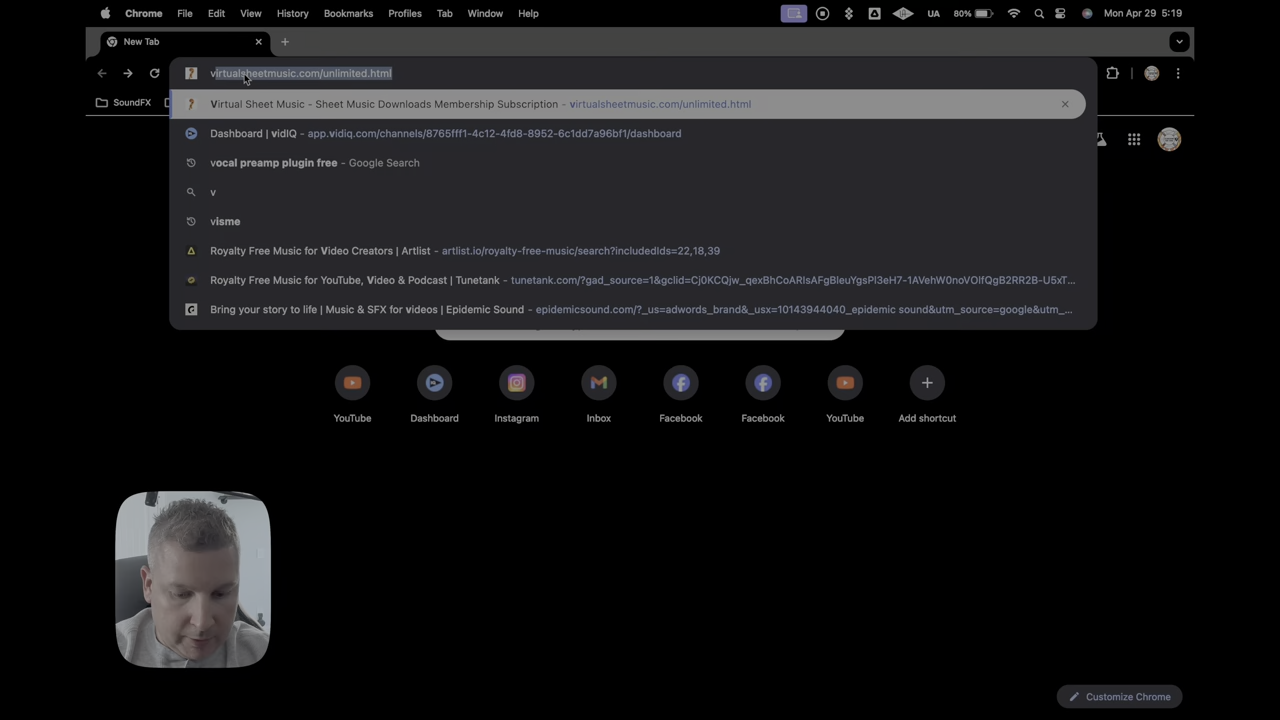 Chrome File Edit View History Bookmarks Profiles Tab Window Help UA 80% Mon Apr 29 5:19
New Tab
virtualsheetmusic.com/unlimited.html
SoundFX
Virtual Sheet Music - Sheet Music Downloads Membership Subscription - virtualsheetmusic.com/unlimited.html
Dashboard | vidIQ - app.vidiq.com/channels/8765fff1-4c12-4fd8-8952-6c1dd7a96bf1/dashboard
vocal preamp plugin free - Google Search
v
visme
Royalty Free Music for Video Creators | Artlist - artlist.io/royalty-free-music/search?includedIds=22,18,39
Royalty Free Music for YouTube, Video & Podcast | Tunetank - tunetank.com/?gad_source=1&gclid=Cj0KCQjw_qexBhCoARIsAFgBleuYgsPl3eH7-1AVehW0noVOlfQgB2RR2B-U5xT...
Bring your story to life | Music & SFX for videos | Epidemic Sound - epidemicsound.com/?_us=adwords_brand&_usx=10143944040_epidemic sound&utm_source=google&utm_...
YouTube Dashboard Instagram Inbox Facebook Facebook YouTube Add shortcut
Customize Chrome